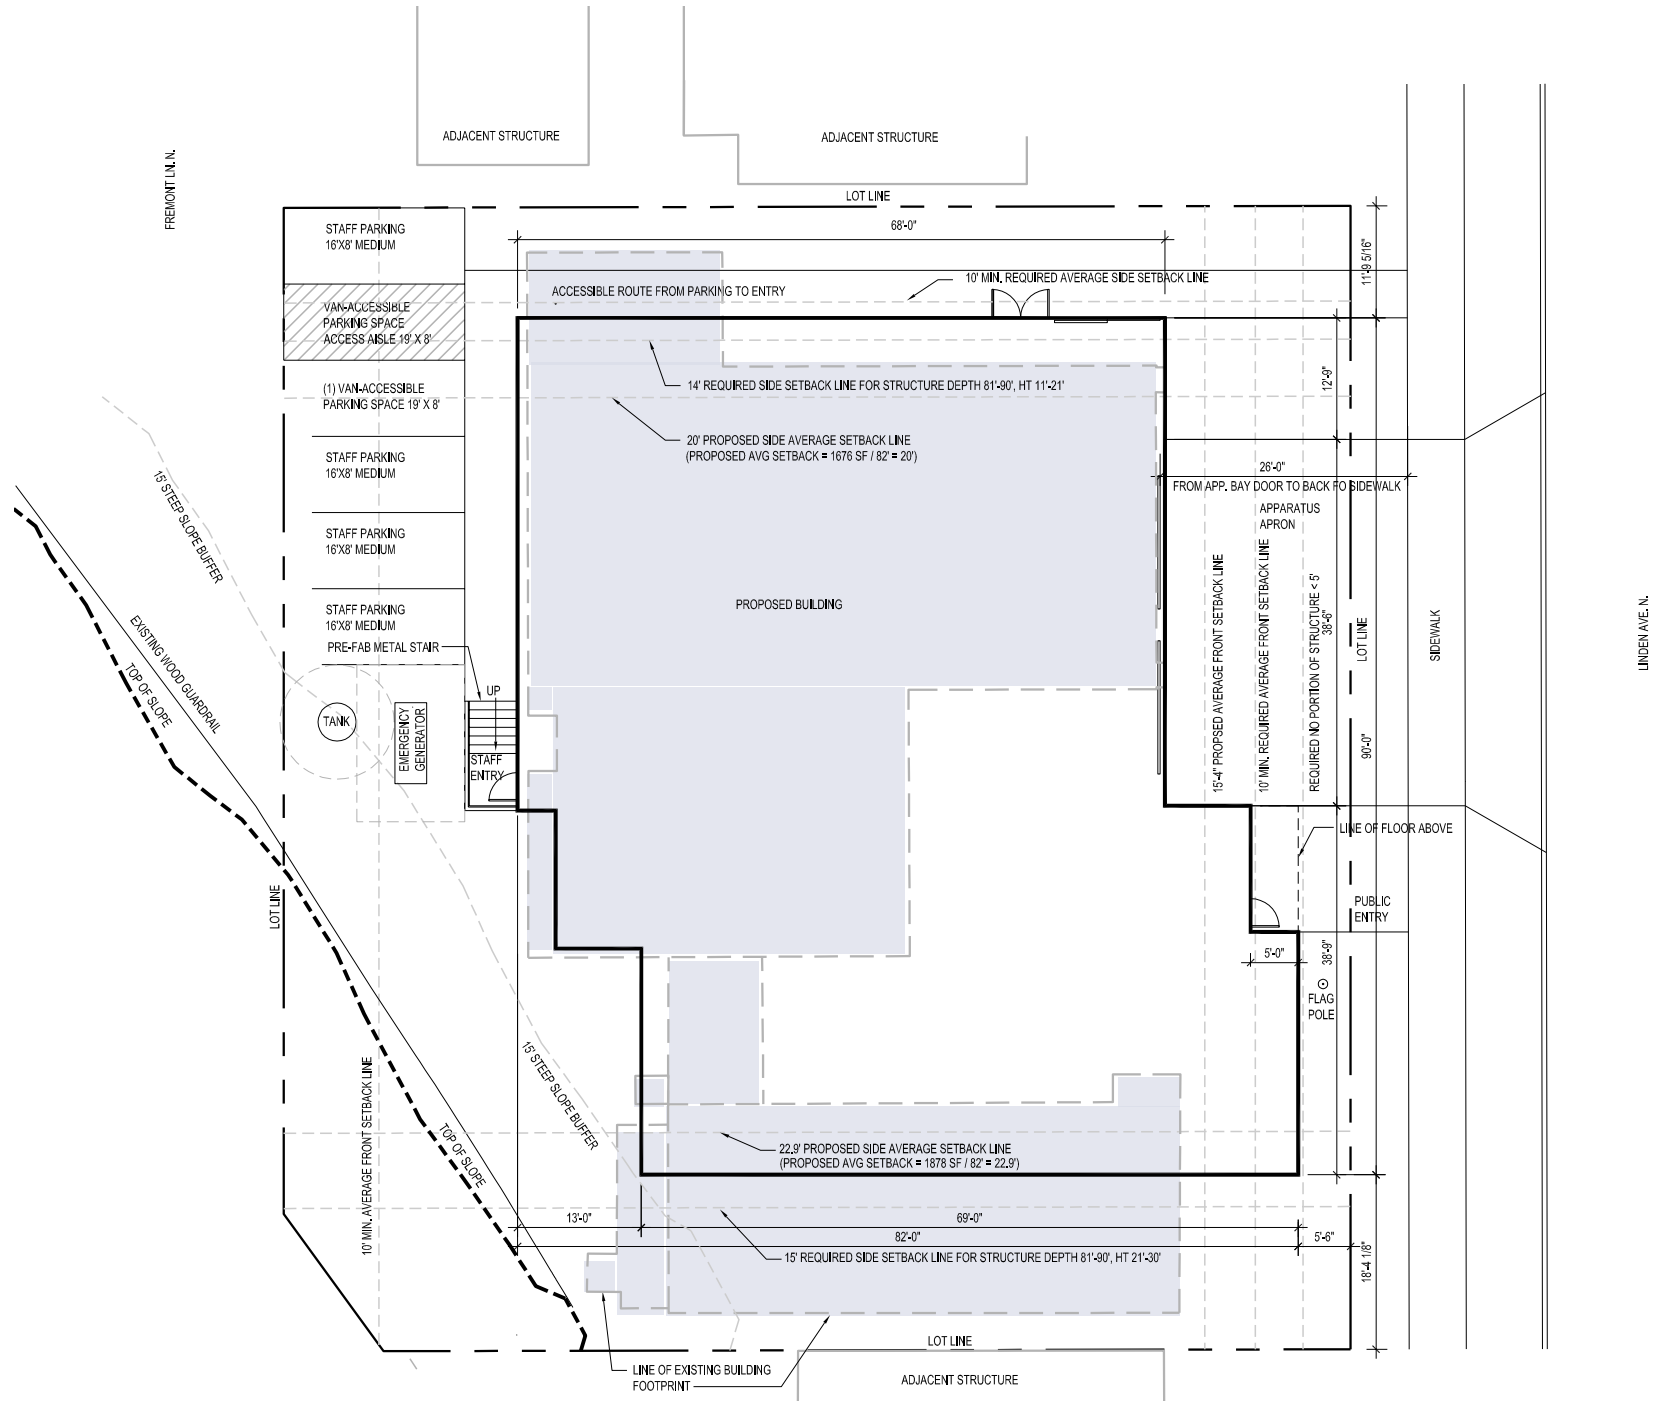 ADJACENT STRUCTURE
ADJACENT STRUCTURE
FREMONT LN. N.
LOT LINE
STAFF PARKING
16'X8' MEDIUM
68'-0"
11'-9 5/16"
10' MIN. REQUIRED AVERAGE SIDE SETBACK LINE
ACCESSIBLE ROUTE FROM PARKING TO ENTRY
VAN-ACCESSIBLE
PARKING SPACE
ACCESS AISLE 19' X 8'
(1) VAN-ACCESSIBLE
PARKING SPACE 19' X 8'
14' REQUIRED SIDE SETBACK LINE FOR STRUCTURE DEPTH 81'-90', HT 11'-21'
12'-9"
20' PROPOSED SIDE AVERAGE SETBACK LINE
(PROPOSED AVG SETBACK = 1676 SF / 82' = 20')
STAFF PARKING
16'X8' MEDIUM
26'-0"
FROM APP. BAY DOOR TO BACK FO SIDEWALK
APPARATUS
APRON
15' STEEP SLOPE BUFFER
STAFF PARKING
16'X8' MEDIUM
15'-4" PROPSED AVERAGE FRONT SETBACK LINE
10' MIN. REQUIRED AVERAGE FRONT SETBACK LINE
REQUIRED NO PORTION OF STRUCTURE < 5'
38'-6"
LOT LINE
SIDEWALK
LINDEN AVE. N.
PROPOSED BUILDING
STAFF PARKING
16'X8' MEDIUM
PRE-FAB METAL STAIR
EXISTING WOOD GUARDRAIL
TOP OF SLOPE
UP
TANK
EMERGENCY
GENERATOR
STAFF
ENTRY
90'-0"
LINE OF FLOOR ABOVE
LOT LINE
PUBLIC
ENTRY
5'-0"
38'-9"
FLAG
POLE
15' STEEP SLOPE BUFFER
10' MIN. AVERAGE FRONT SETBACK LINE
TOP OF SLOPE
22.9' PROPOSED SIDE AVERAGE SETBACK LINE
(PROPOSED AVG SETBACK = 1878 SF / 82' = 22.9')
13'-0"
69'-0"
82'-0"
5'-6"
18'-4 1/8"
15' REQUIRED SIDE SETBACK LINE FOR STRUCTURE DEPTH 81'-90', HT 21'-30'
LOT LINE
LINE OF EXISTING BUILDING
FOOTPRINT
ADJACENT STRUCTURE